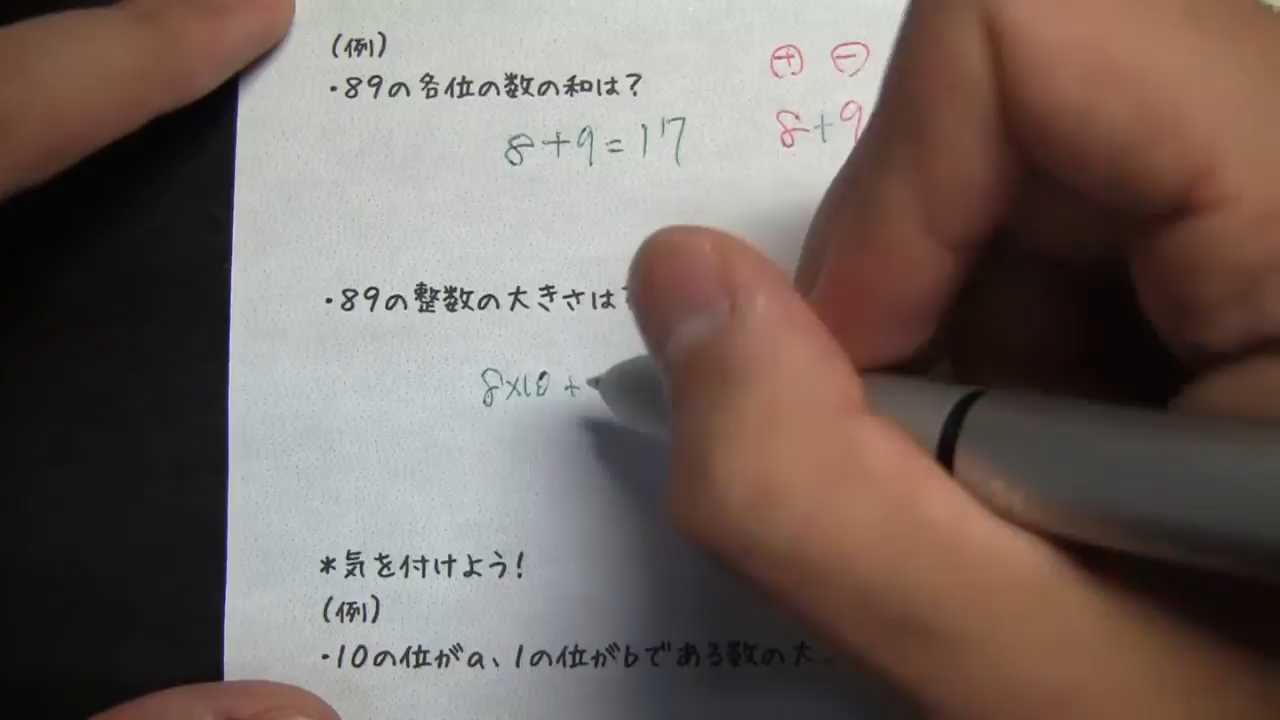 (例)
・89の各位の数の和は?
⊕ ⊖
8+9=17
8+9
・89の整数の大きさは?
8×10+
*気を付けよう!
(例)
・10の位がa、1の位がbである数の大